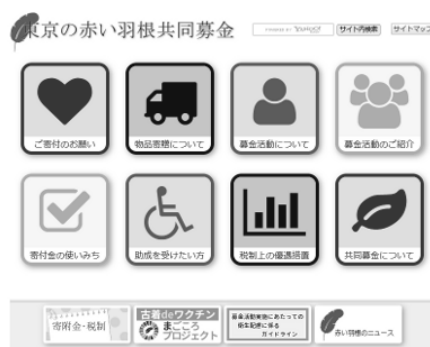 東京の赤い羽根共同募金
POWERED BY YAHOO! サイト内検索 サイトマップ
ご寄付のお願い 物品寄贈について 募金活動について 募金活動のご紹介
寄付金の使いみち 助成を受けたい方 税制上の優遇措置 共同募金について
寄附金・税制
古着deワクチン
まごころ
プロジェクト
募金活動実施にあたっての
衛生配慮に係る
ガイドライン
赤い羽根のニュース